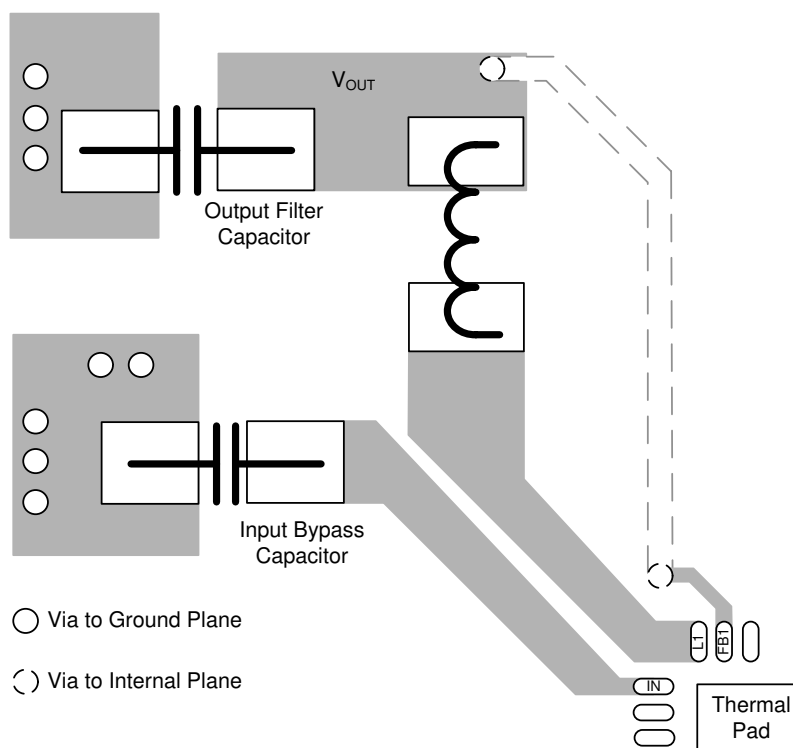 VOUT
Output Filter
Capacitor
Input Bypass
Capacitor
Via to Ground Plane
Via to Internal Plane
L1
FB1
IN
Thermal
Pad